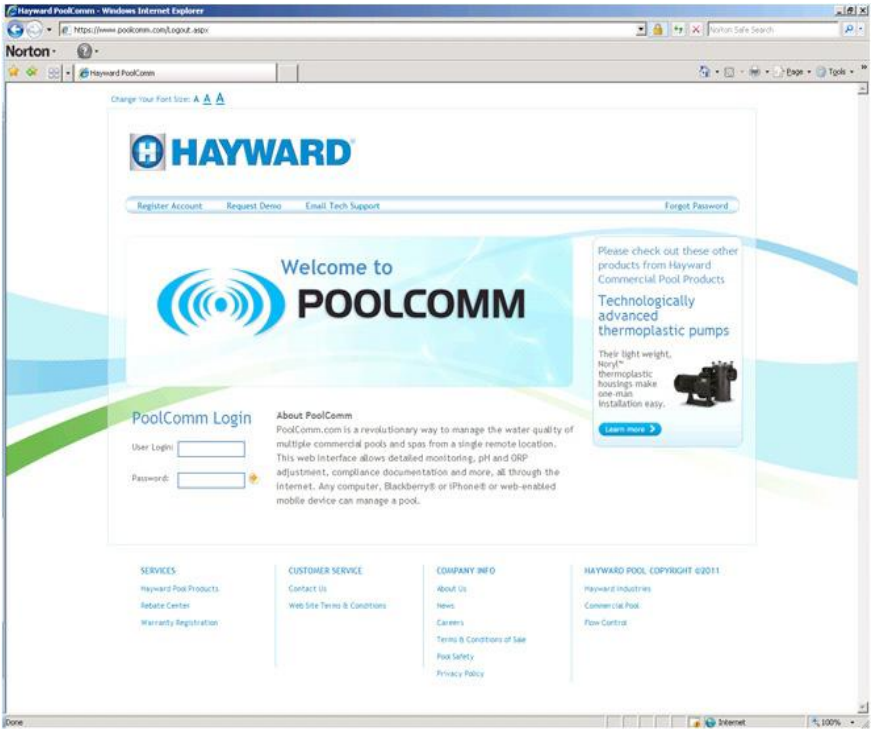 Hayward PoolComm - Windows Internet Explorer
https://www.poolcomm.com/Logout.aspx
Norton Safe Search
Norton
Hayward PoolComm
Page
Tools
Change Your Font Size: A A A
H HAYWARD
Register Account
Request Demo
Email Tech Support
Forgot Password
Welcome to
POOLCOMM
Please check out these other
products from Hayward
Commercial Pool Products
Technologically
advanced
thermoplastic pumps
Their light weight,
Noryl™
thermoplastic
housings make
one-man
installation easy.
Learn more
PoolComm Login
User Login:
Password:
About PoolComm
PoolComm.com is a revolutionary way to manage the water quality of
multiple commercial pools and spas from a single remote location.
This web interface allows detailed monitoring, pH and ORP
adjustment, compliance documentation and more, all through the
internet. Any computer, Blackberry® or iPhone® or web-enabled
mobile device can manage a pool.
SERVICES
Hayward Pool Products
Rebate Center
Warranty Registration
CUSTOMER SERVICE
Contact Us
Web Site Terms & Conditions
COMPANY INFO
About Us
News
Careers
Terms & Conditions of Sale
Pool Safety
Privacy Policy
HAYWARD POOL COPYRIGHT ©2011
Hayward Industries
Commercial Pool
Flow Control
Done
Internet
100%